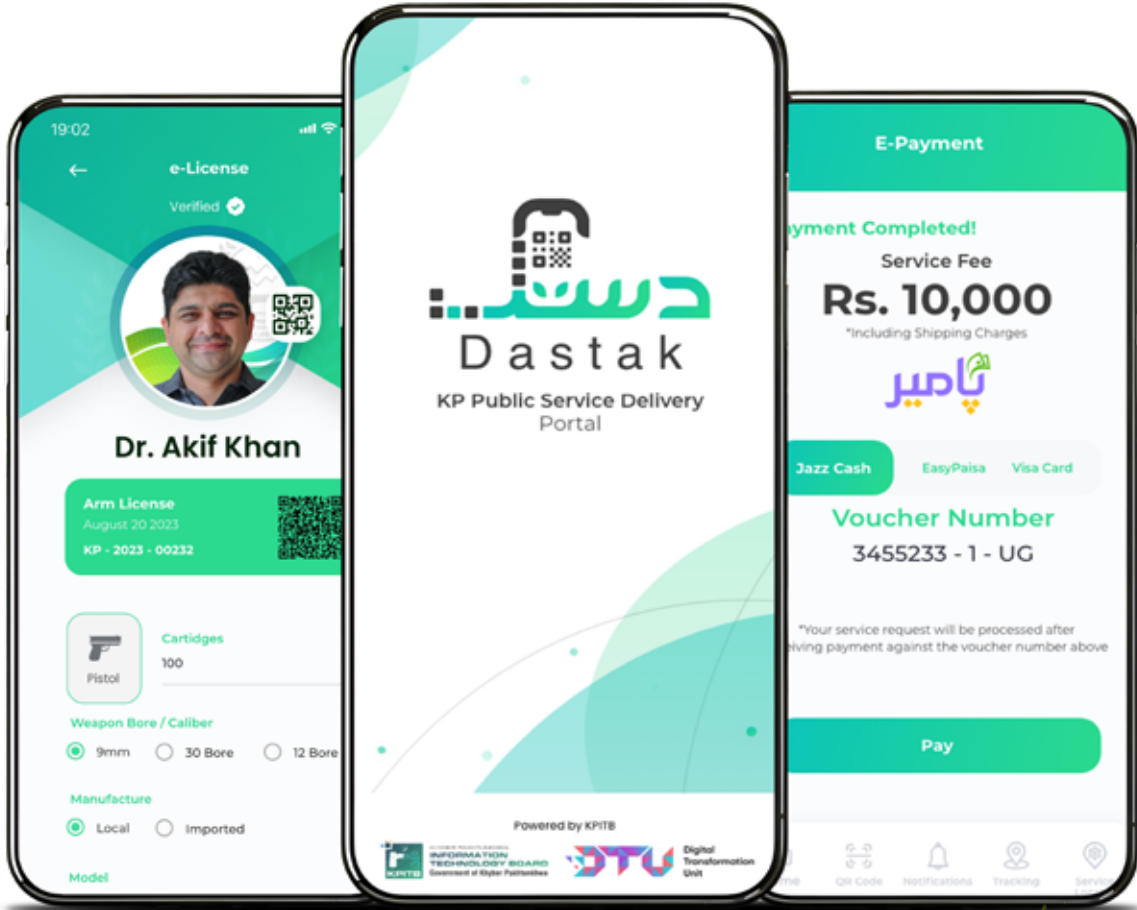 19:02
e-License
Verified
Dr. Akif Khan
Arm License
August 20 2023
KP - 2023 - 00232
Pistol
Cartidges
100
Weapon Bore / Caliber
9mm
30 Bore
12 Bore
Manufacture
Local
Imported
Model
Dastak
KP Public Service Delivery
Portal
Powered by KPITB
KPITB
INFORMATION
TECHNOLOGY BOARD
Government of Khyber Pakhtunkhwa
DTU
Digital
Transformation
Unit
E-Payment
yment Completed!
Service Fee
Rs. 10,000
*Including Shipping Charges
پامیر
Jazz Cash
EasyPaisa
Visa Card
Voucher Number
3455233 - 1 - UG
*Your service request will be processed after
eiving payment against the voucher number above
Pay
me
QR Code
Notifications
Tracking